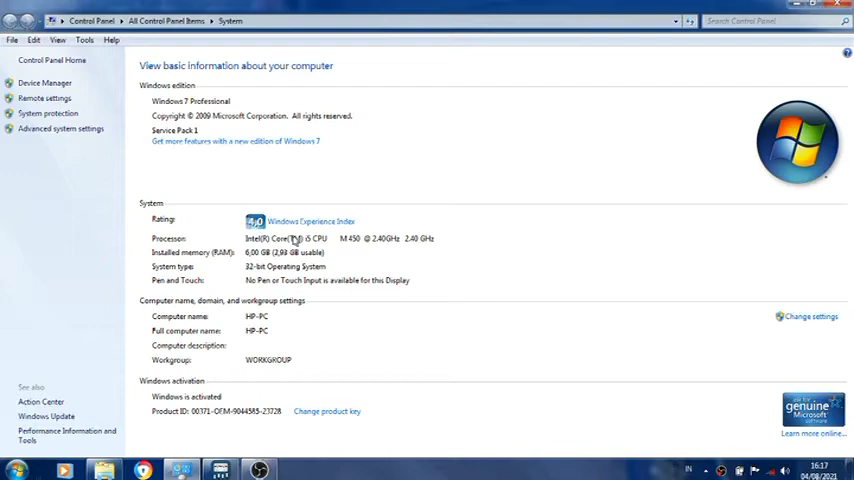 Control Panel ▸ All Control Panel Items ▸ System
Search Control Panel
File Edit View Tools Help
Control Panel Home
Device Manager
Remote settings
System protection
Advanced system settings
View basic information about your computer
Windows edition
Windows 7 Professional
Copyright © 2009 Microsoft Corporation. All rights reserved.
Service Pack 1
Get more features with a new edition of Windows 7
System
Rating: 4,0 Windows Experience Index
Processor: Intel(R) Core(TM) i5 CPU M 450 @ 2.40GHz 2.40 GHz
Installed memory (RAM): 6,00 GB (2,93 GB usable)
System type: 32-bit Operating System
Pen and Touch: No Pen or Touch Input is available for this Display
Computer name, domain, and workgroup settings
Computer name: HP-PC
Change settings
Full computer name: HP-PC
Computer description:
Workgroup: WORKGROUP
Windows activation
Windows is activated
Product ID: 00371-OEM-9044585-23728 Change product key
See also
Action Center
Windows Update
Performance Information and
Tools
ask for
genuine
Microsoft
software
Learn more online...
IN
16:17
04/08/2021